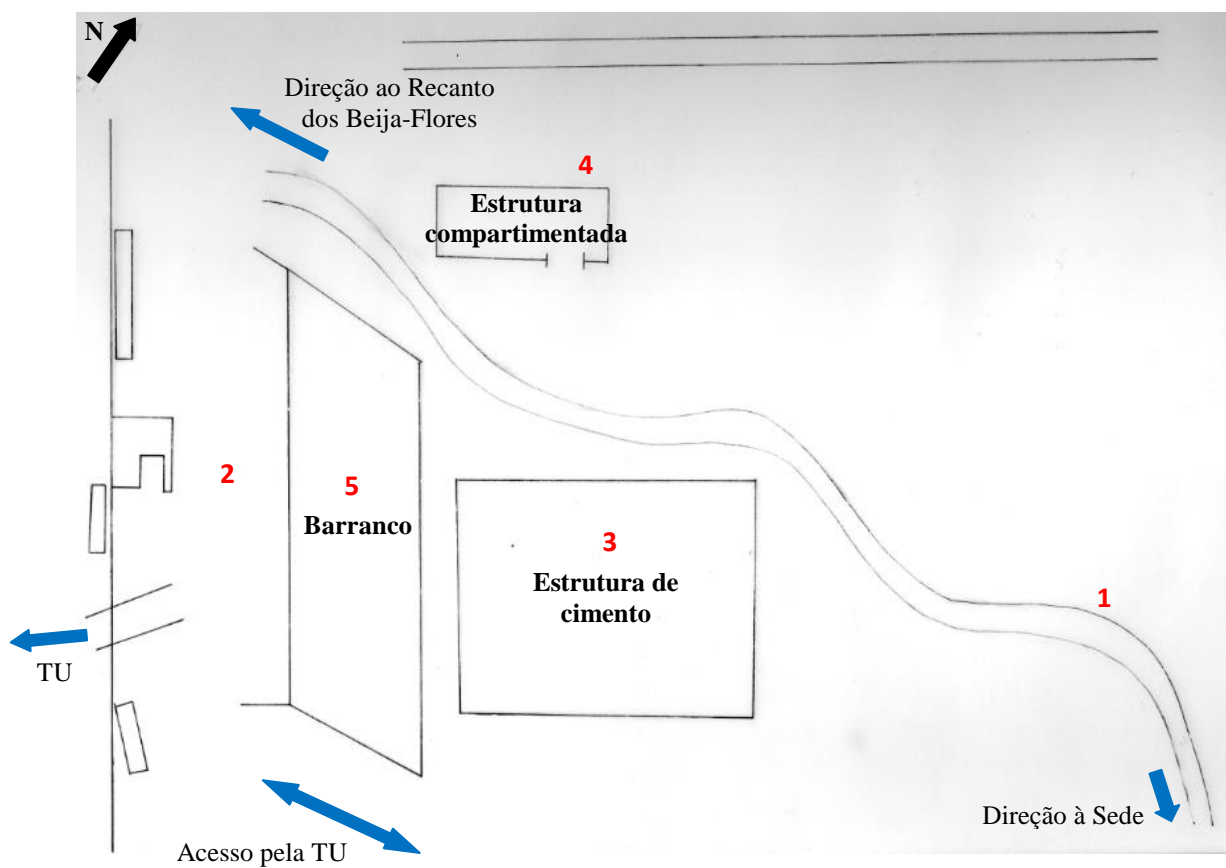 N
Direção ao Recanto
dos Beija-Flores
4
Estrutura
compartimentada
2
5
Barranco
3
Estrutura de
cimento
1
TU
Direção à Sede
Acesso pela TU